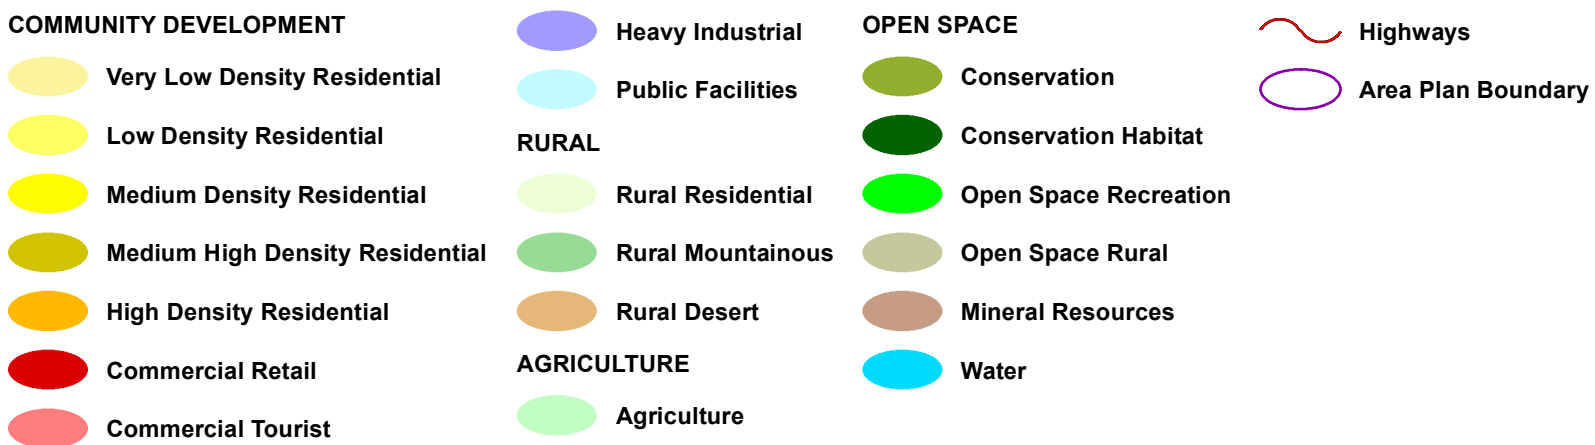 COMMUNITY DEVELOPMENT
Very Low Density Residential
Low Density Residential
Medium Density Residential
Medium High Density Residential
High Density Residential
Commercial Retail
Commercial Tourist
Heavy Industrial
Public Facilities
RURAL
Rural Residential
Rural Mountainous
Rural Desert
AGRICULTURE
Agriculture
OPEN SPACE
Conservation
Conservation Habitat
Open Space Recreation
Open Space Rural
Mineral Resources
Water
Highways
Area Plan Boundary